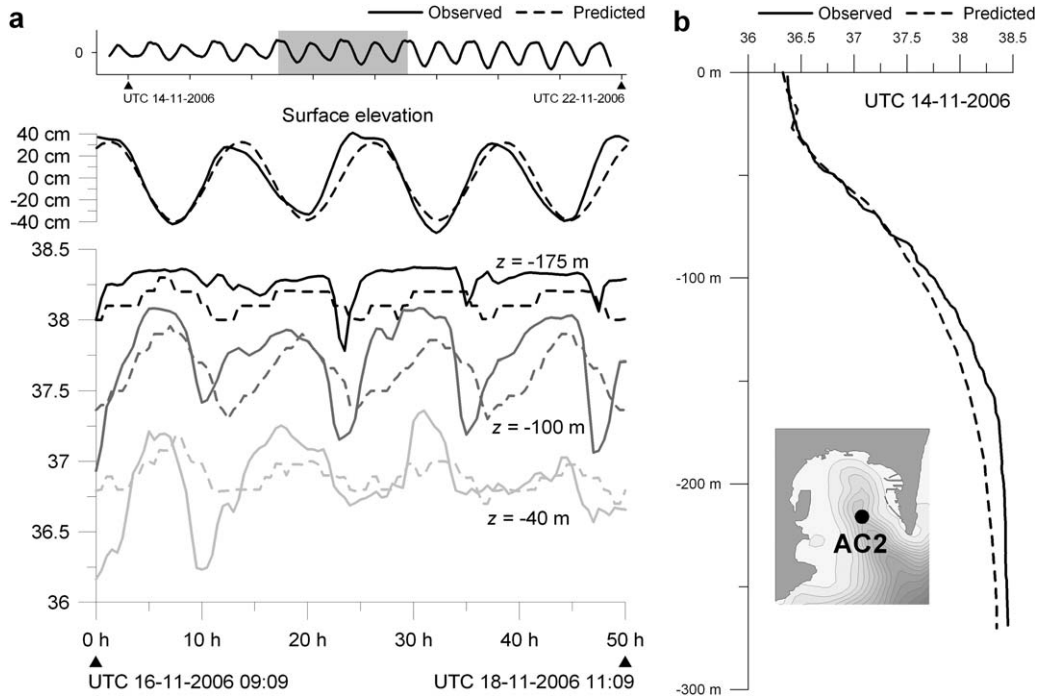 a
Observed Predicted
0
UTC 14-11-2006 UTC 22-11-2006
Surface elevation
40 cm
20 cm
0 cm
-20 cm
-40 cm
38.5
38
37.5
37
36.5
36
z = -175 m
z = -100 m
z = -40 m
0 h 10 h 20 h 30 h 40 h 50 h
UTC 16-11-2006 09:09 UTC 18-11-2006 11:09
b
Observed Predicted
36 36.5 37 37.5 38 38.5
0 m
UTC 14-11-2006
-100 m
-200 m
AC2
-300 m